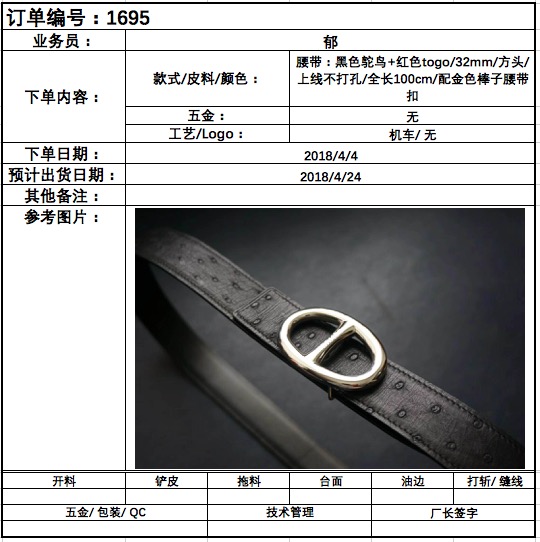 订单编号：1695
业务员：
郁
下单内容：
款式/皮料/颜色：
腰带：黑色鸵鸟+红色togo/32mm/方头/
上线不打孔/全长100cm/配金色棒子腰带
扣
五金：
无
工艺/Logo：
机车/ 无
下单日期：
2018/4/4
预计出货日期：
2018/4/24
其他备注：
参考图片：
开料
铲皮
拖料
台面
油边
打斩/ 缝线
五金/ 包装/ QC
技术管理
厂长签字